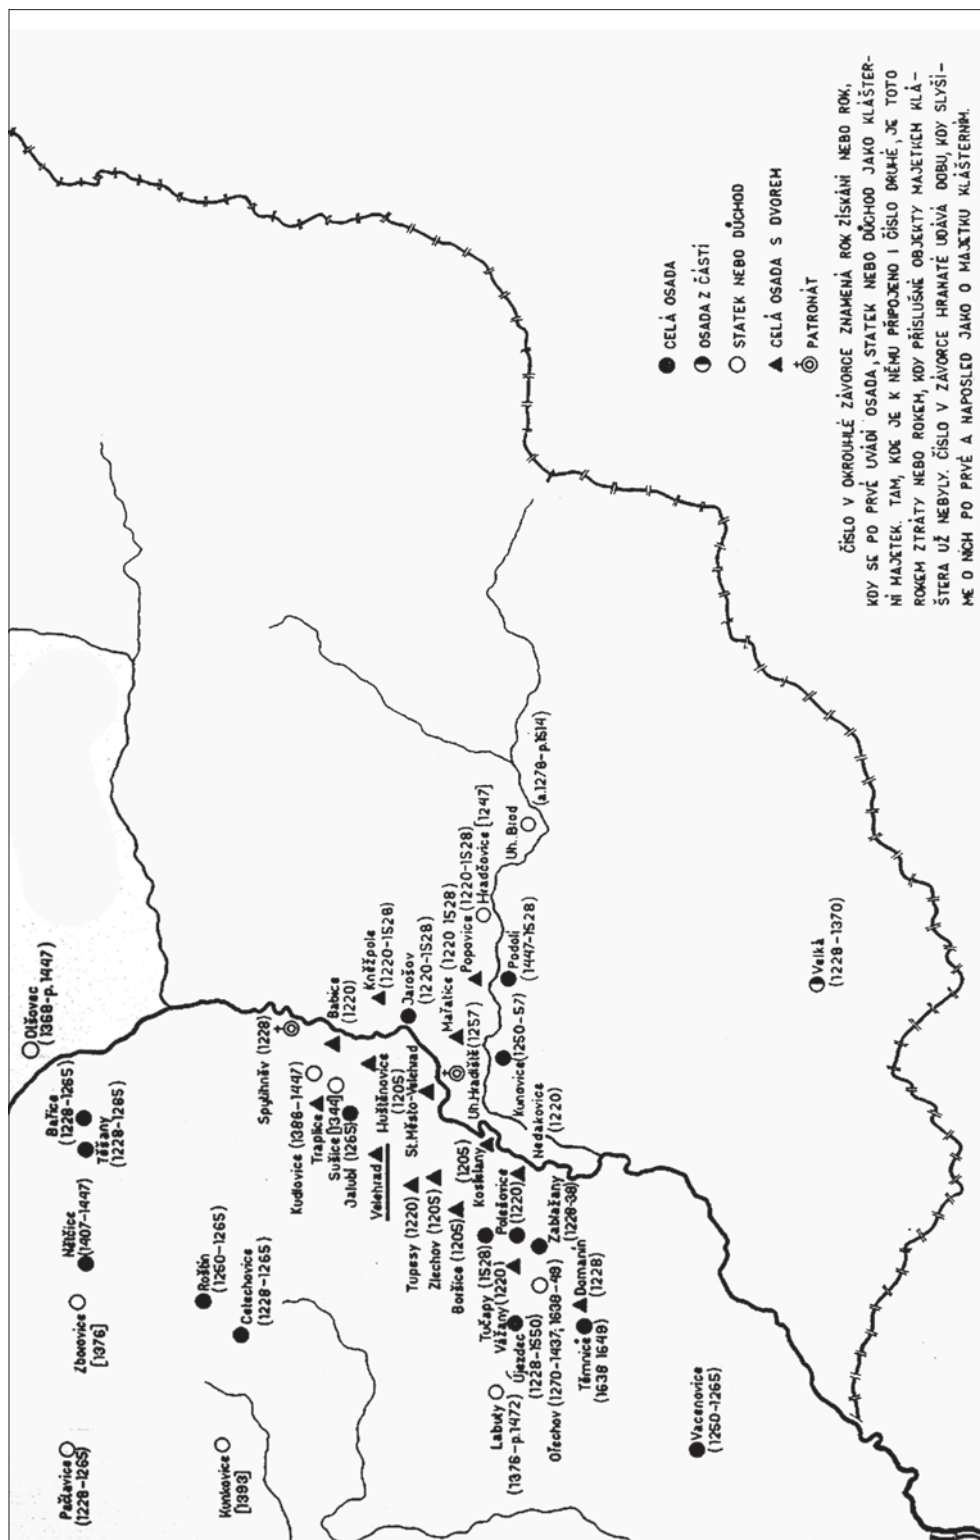 Olšovec
(1368-p.1447)
Bařice
(1228-1265)
Těšany
(1228-1265)
Nětčice
(1407-1447)
Zborovice
[1376]
Pačlavice
(1228-1265)
Roštín
(1260-1265)
Celechovice
(1228-1265)
Kunkovice
[1393]
Spytihněv (1228)
Kudlovice (1386-1447)
Traplice
Sušice [1344]
Jalubí (1265)
Velehrad
Babice
(1220)
Huštěnovice
(1205)
Kněžpole
(1220-1528)
Jarošov
(1220-1528)
St.Město-Velehrad
Mařatice (1220 1528)
Popovice (1220-1528)
Hradčovice [1247]
Uh.Brod
(a.1278-p.1514)
Uh.Hradiště (1257)
Podolí
(1447-1528)
Kunovice (1250-57)
Tupesy (1220)
Zlechov (1205)
Boršice (1205)
Kostelany
(1205)
Nedakovice
(1220)
Polešovice
(1220)
Tučapy (1528)
Vážany (1220)
Zablažany
(1228-38)
Újezdec
(1228-1550)
Ořechov (1270-1437; 1638-49)
Domanín
(1228)
Těmnice
(1638 1649)
Labuty
(1376-p.1472)
Vacenovice
(1250-1265)
Velká
(1228-1370)
CELÁ OSADA
OSADA Z ČÁSTI
STATEK NEBO DŮCHOD
CELÁ OSADA S DVOREM
PATRONÁT
ČÍSLO V OKROUHLÉ ZÁVORCE ZNAMENÁ ROK ZÍSKÁNÍ NEBO ROK,
KDY SE PO PRVÉ UVÁDÍ OSADA, STATEK NEBO DŮCHOD JAKO KLÁŠTER-
NÍ MAJETEK. TAM, KDE JE K NĚMU PŘIPOJENO I ČÍSLO DRUHÉ, JE TOTO
ROKEM ZTRÁTY NEBO ROKEM, KDY PŘÍSLUŠNÉ OBJEKTY MAJETKEM KLÁ-
ŠTERA UŽ NEBYLY. ČÍSLO V ZÁVORCE HRANATÉ UDÁVÁ DOBU, KDY SLYŠÍ-
ME O NICH PO PRVÉ A NAPOSLED JAKO O MAJETKU KLÁŠTERNÍM.